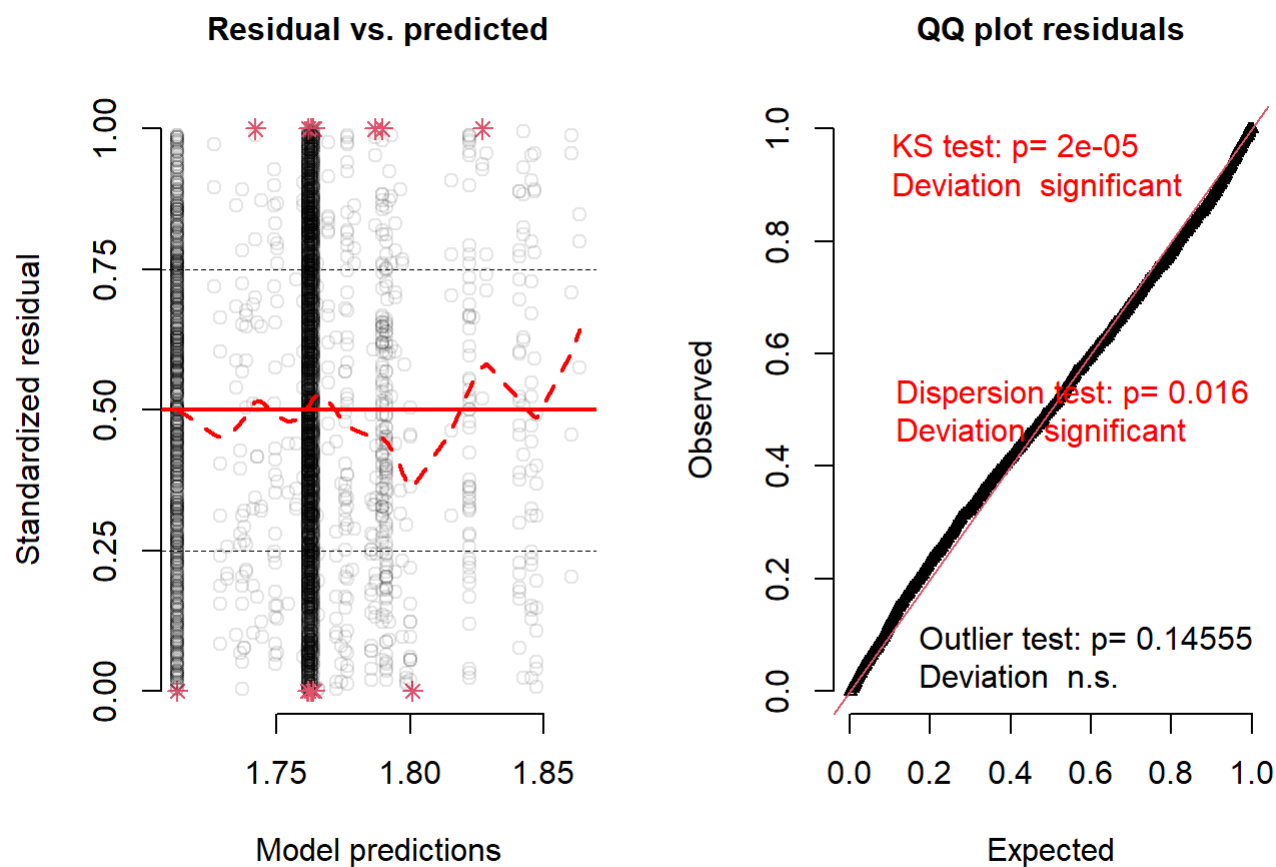 Residual vs. predicted
Standardized residual
1.00
0.75
0.50
0.25
0.00
1.75 1.80 1.85
Model predictions
QQ plot residuals
Observed
1.0
0.8
0.6
0.4
0.2
0.0
KS test: p= 2e-05
Deviation significant
Dispersion test: p= 0.016
Deviation significant
Outlier test: p= 0.14555
Deviation n.s.
0.0 0.2 0.4 0.6 0.8 1.0
Expected